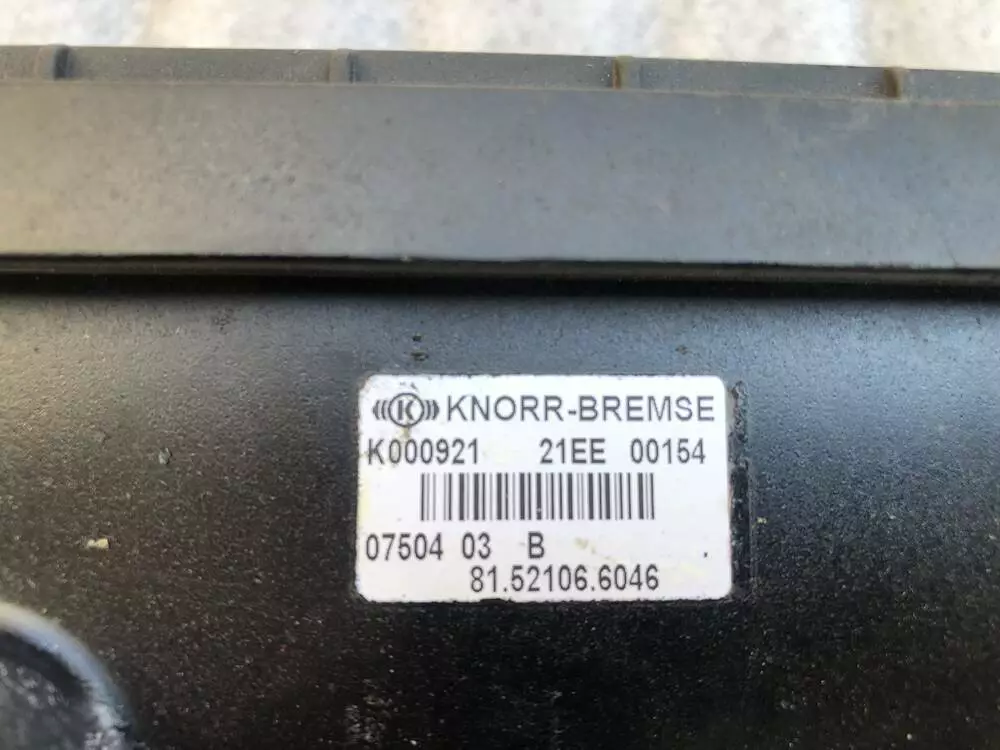 ((K)) KNORR-BREMSE
K000921 21EE 00154
07504 03 B
81.52106.6046